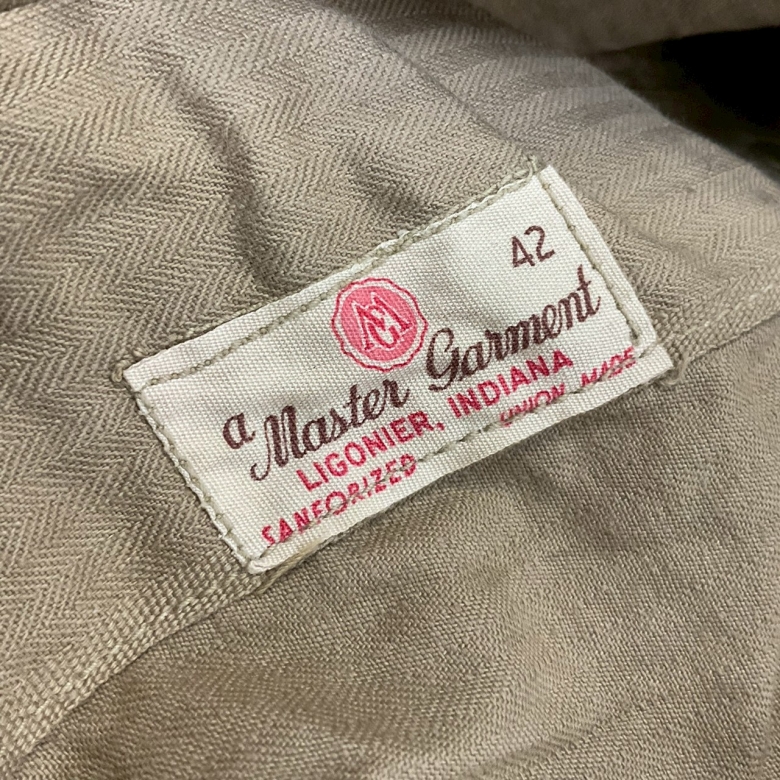 42
a Master Garment
LIGONIER, INDIANA
SANFORIZED UNION MADE